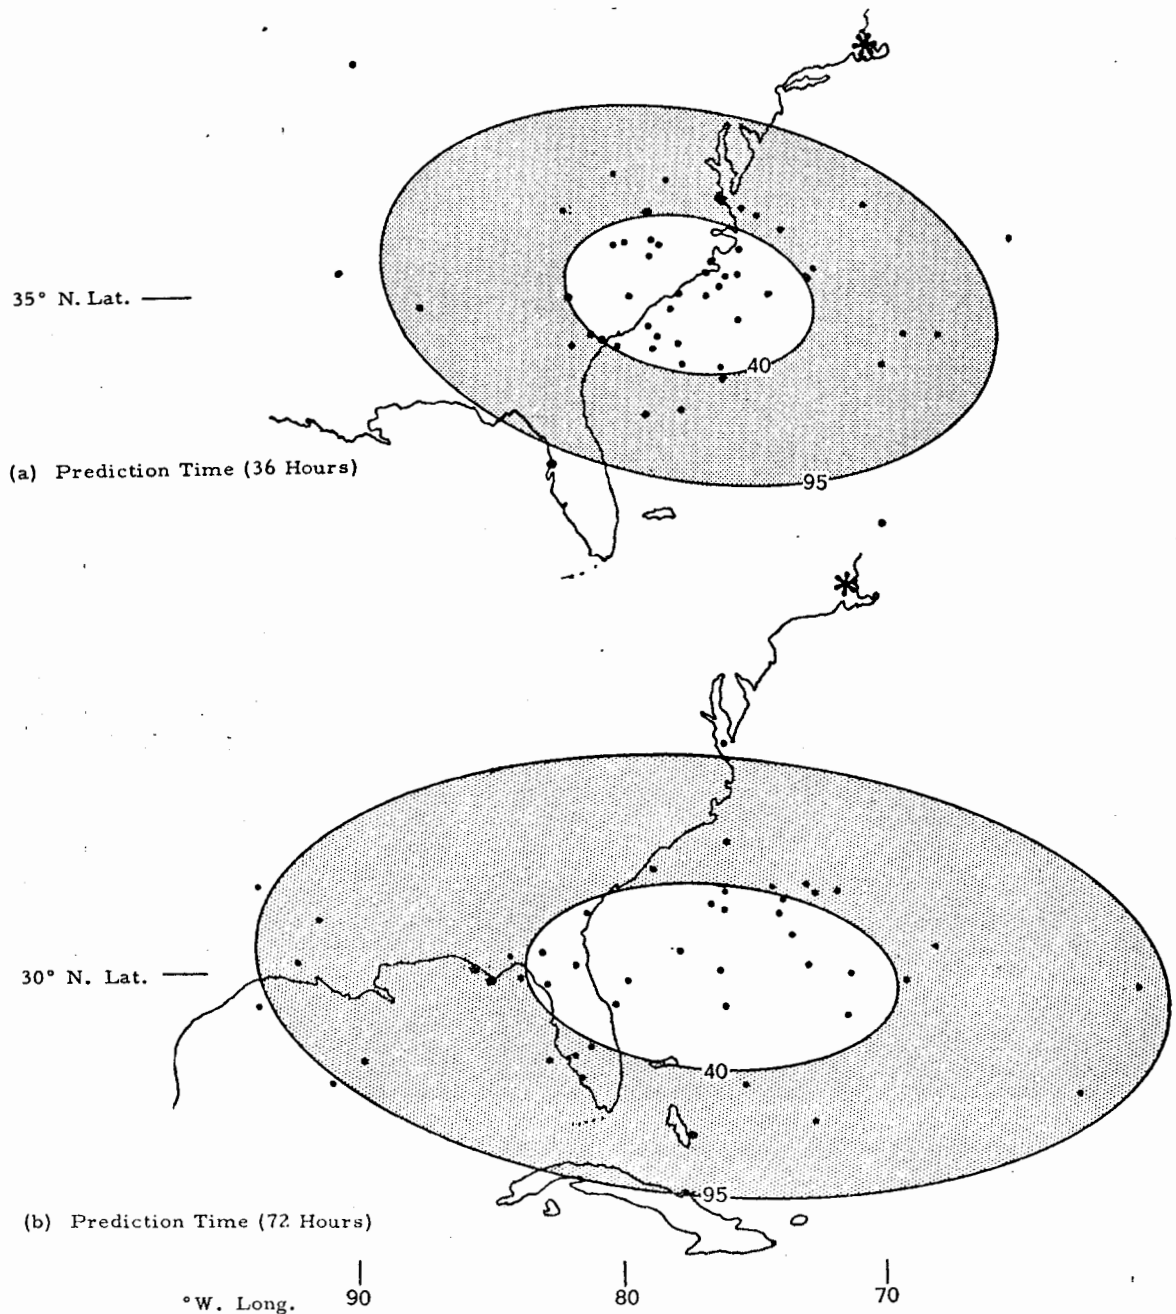 35° N. Lat.
40
(a) Prediction Time (36 Hours)
95
30° N. Lat.
40
95
(b) Prediction Time (72 Hours)
°W. Long.
90
80
70